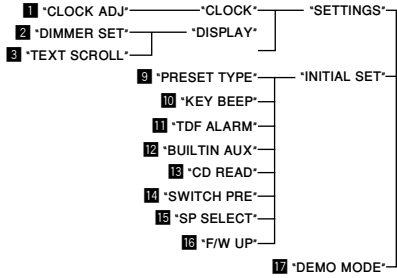 1 "CLOCK ADJ" "CLOCK" "SETTINGS"
2 "DIMMER SET" "DISPLAY"
3 "TEXT SCROLL"
9 "PRESET TYPE" "INITIAL SET"
10 "KEY BEEP"
11 "TDF ALARM"
12 "BUILTIN AUX"
13 "CD READ"
14 "SWITCH PRE"
15 "SP SELECT"
16 "F/W UP"
17 "DEMO MODE"